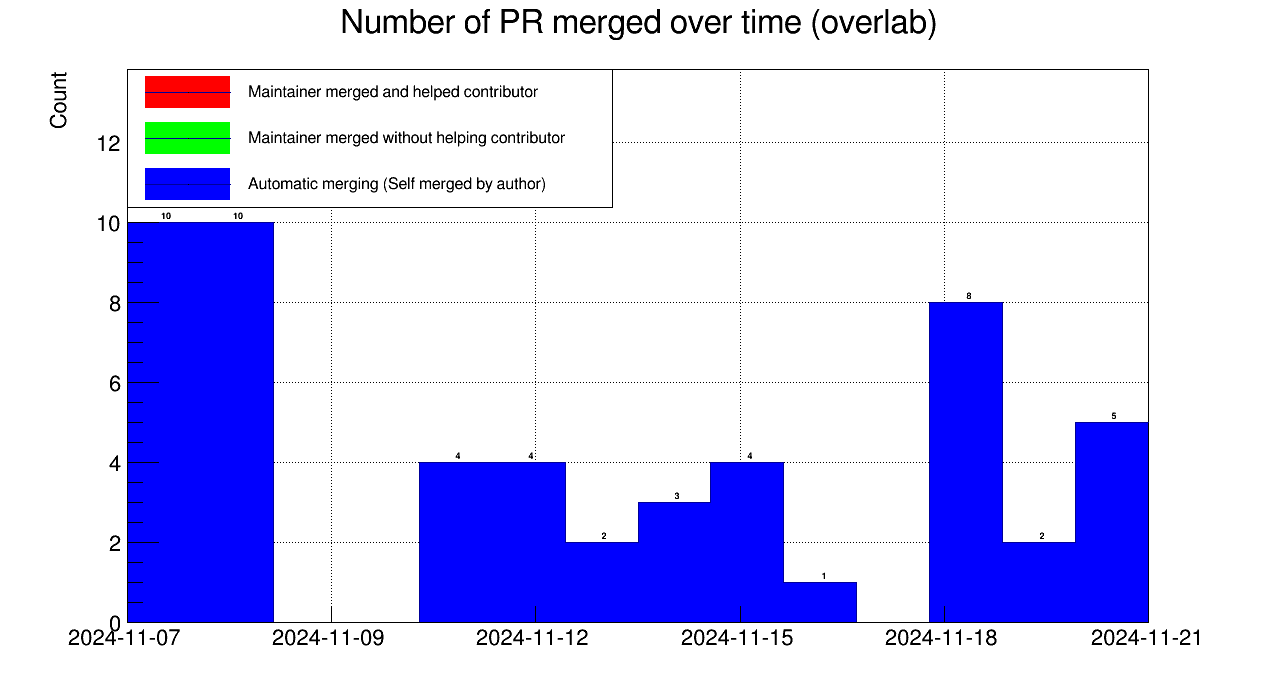 Number of PR merged over time (overlab)
Count
Maintainer merged and helped contributor
Maintainer merged without helping contributor
Automatic merging (Self merged by author)
12
10
8
6
4
2
0
10 10 4 4 2 3 4 1 8 2 5
2024-11-07 2024-11-09 2024-11-12 2024-11-15 2024-11-18 2024-11-21